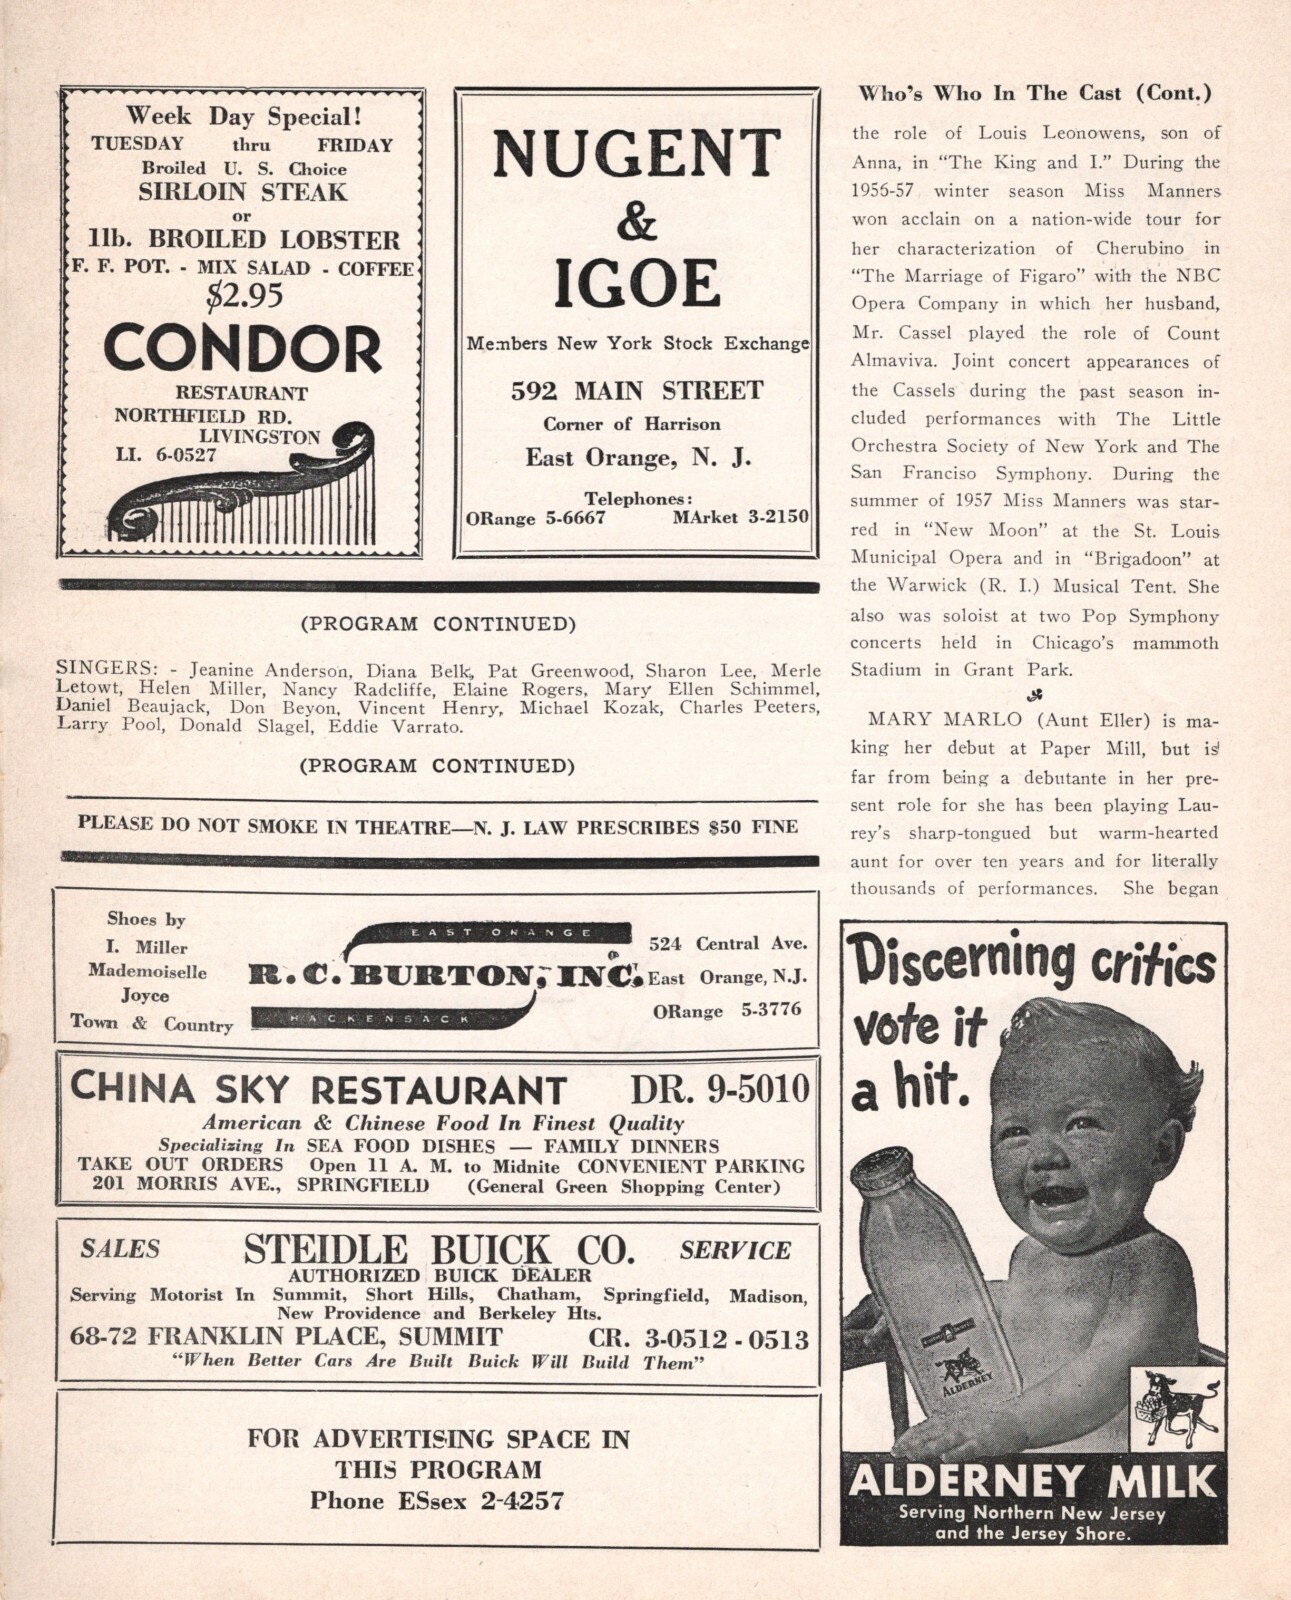 Week Day Special!
TUESDAY thru FRIDAY
Broiled U. S. Choice
SIRLOIN STEAK
or
1lb. BROILED LOBSTER
F. F. POT. - MIX SALAD - COFFEE
$2.95
CONDOR
RESTAURANT
NORTHFIELD RD.
LIVINGSTON
LI. 6-0527
NUGENT
&
IGOE
Members New York Stock Exchange
592 MAIN STREET
Corner of Harrison
East Orange, N. J.
Telephones:
ORange 5-6667 MArket 3-2150
(PROGRAM CONTINUED)
SINGERS: - Jeanine Anderson, Diana Belk, Pat Greenwood, Sharon Lee, Merle
Letowt, Helen Miller, Nancy Radcliffe, Elaine Rogers, Mary Ellen Schimmel,
Daniel Beaujack, Don Beyon, Vincent Henry, Michael Kozak, Charles Peeters,
Larry Pool, Donald Slagel, Eddie Varrato.
(PROGRAM CONTINUED)
PLEASE DO NOT SMOKE IN THEATRE—N. J. LAW PRESCRIBES $50 FINE
Shoes by
I. Miller
Mademoiselle
Joyce
Town & Country
EAST ORANGE
R. C. BURTON, INC.
HACKENSACK
524 Central Ave.
East Orange, N.J.
ORange 5-3776
CHINA SKY RESTAURANT DR. 9-5010
American & Chinese Food In Finest Quality
Specializing In SEA FOOD DISHES — FAMILY DINNERS
TAKE OUT ORDERS Open 11 A. M. to Midnite CONVENIENT PARKING
201 MORRIS AVE., SPRINGFIELD (General Green Shopping Center)
SALES STEIDLE BUICK CO. SERVICE
AUTHORIZED BUICK DEALER
Serving Motorist In Summit, Short Hills, Chatham, Springfield, Madison,
New Providence and Berkeley Hts.
68-72 FRANKLIN PLACE, SUMMIT CR. 3-0512 - 0513
"When Better Cars Are Built Buick Will Build Them"
FOR ADVERTISING SPACE IN
THIS PROGRAM
Phone ESsex 2-4257
Who's Who In The Cast (Cont.)
the role of Louis Leonowens, son of
Anna, in "The King and I." During the
1956-57 winter season Miss Manners
won acclain on a nation-wide tour for
her characterization of Cherubino in
"The Marriage of Figaro" with the NBC
Opera Company in which her husband,
Mr. Cassel played the role of Count
Almaviva. Joint concert appearances of
the Cassels during the past season in-
cluded performances with The Little
Orchestra Society of New York and The
San Franciso Symphony. During the
summer of 1957 Miss Manners was star-
red in "New Moon" at the St. Louis
Municipal Opera and in "Brigadoon" at
the Warwick (R. I.) Musical Tent. She
also was soloist at two Pop Symphony
concerts held in Chicago's mammoth
Stadium in Grant Park.
MARY MARLO (Aunt Eller) is ma-
king her debut at Paper Mill, but is
far from being a debutante in her pre-
sent role for she has been playing Lau-
rey's sharp-tongued but warm-hearted
aunt for over ten years and for literally
thousands of performances. She began
Discerning critics
vote it
a hit.
ALDERNEY
ALDERNEY MILK
Serving Northern New Jersey
and the Jersey Shore.